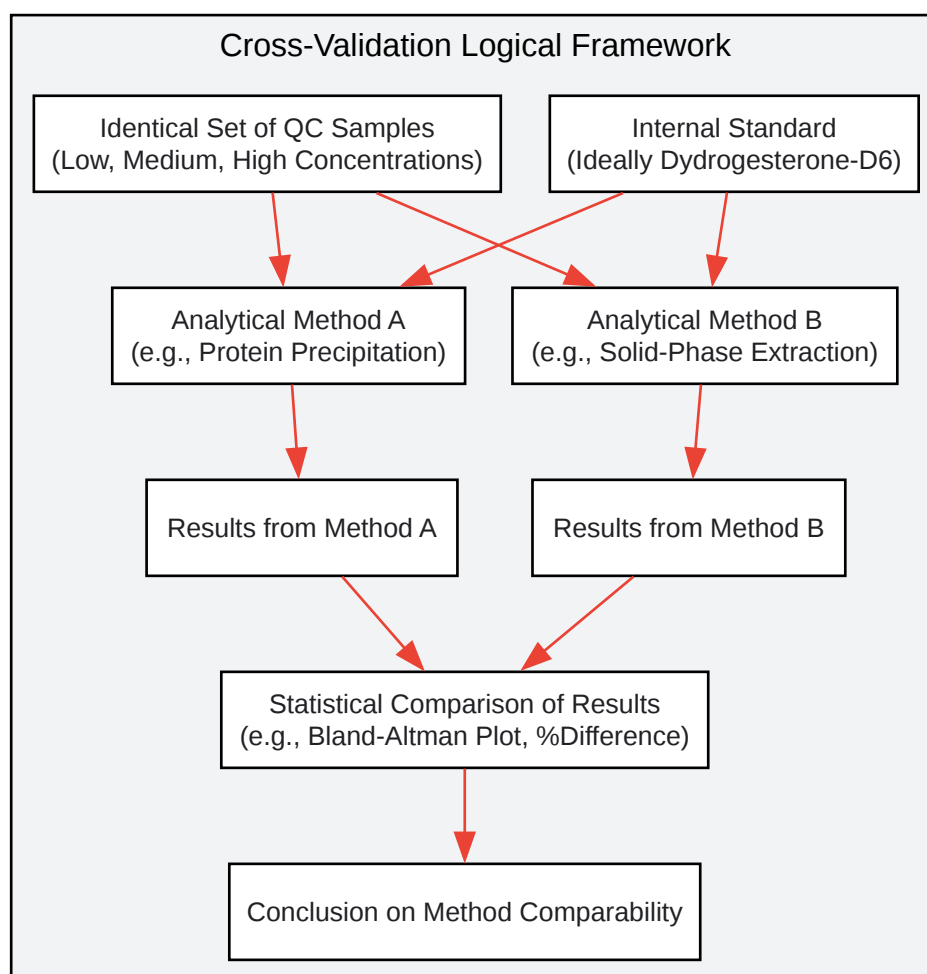 Cross-Validation Logical Framework
Identical Set of QC Samples
(Low, Medium, High Concentrations)
Internal Standard
(Ideally Dydrogesterone-D6)
Analytical Method A
(e.g., Protein Precipitation)
Analytical Method B
(e.g., Solid-Phase Extraction)
Results from Method A
Results from Method B
Statistical Comparison of Results
(e.g., Bland-Altman Plot, %Difference)
Conclusion on Method Comparability